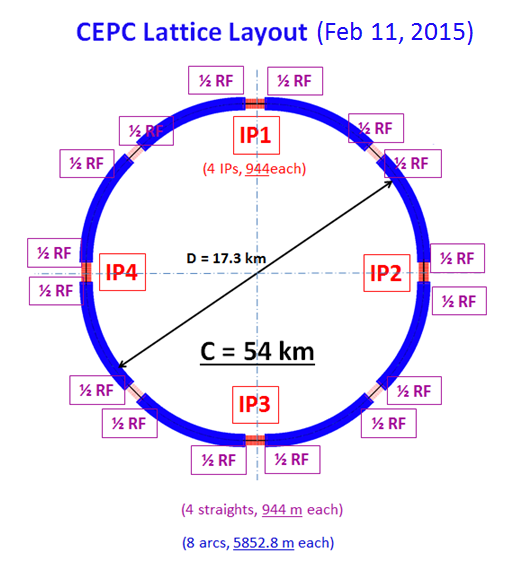 CEPC Lattice Layout (Feb 11, 2015)
½ RF
½ RF
½ RF
½ RF
IP1
½ RF
½ RF
(4 IPs, 944each)
½ RF
½ RF
D = 17.3 km
IP4
IP2
½ RF
½ RF
C = 54 km
½ RF
½ RF
IP3
½ RF
½ RF
½ RF
½ RF
(4 straights, 944 m each)
(8 arcs, 5852.8 m each)